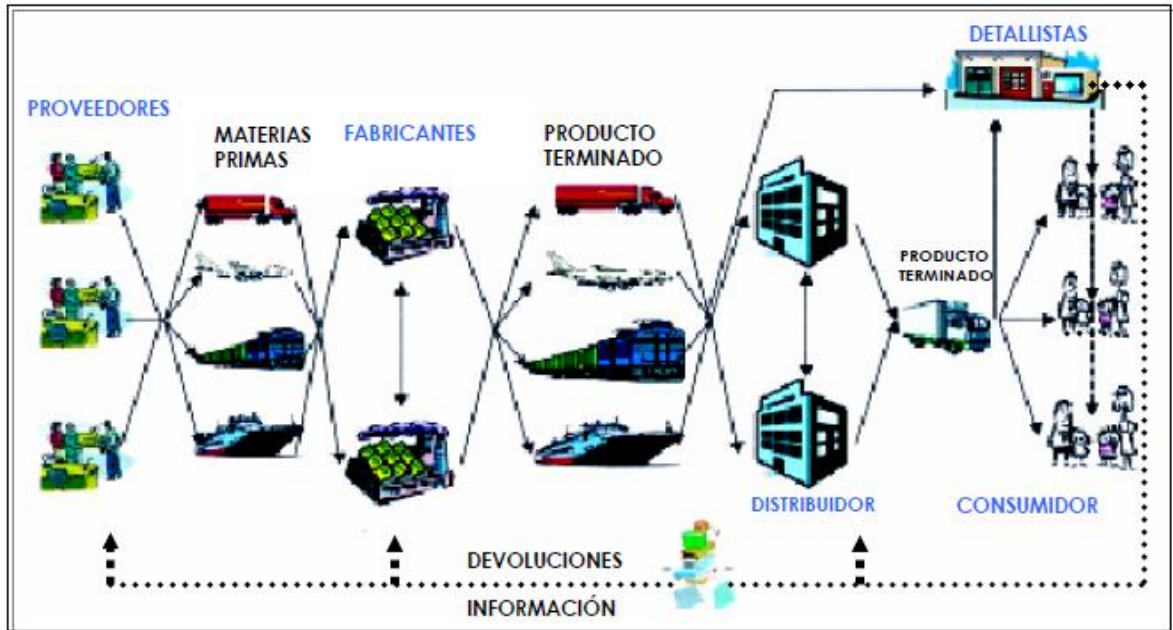 DETALLISTAS
PROVEEDORES
MATERIAS
PRIMAS
FABRICANTES
PRODUCTO
TERMINADO
PRODUCTO
TERMINADO
DISTRIBUIDOR
CONSUMIDOR
DEVOLUCIONES
INFORMACIÓN